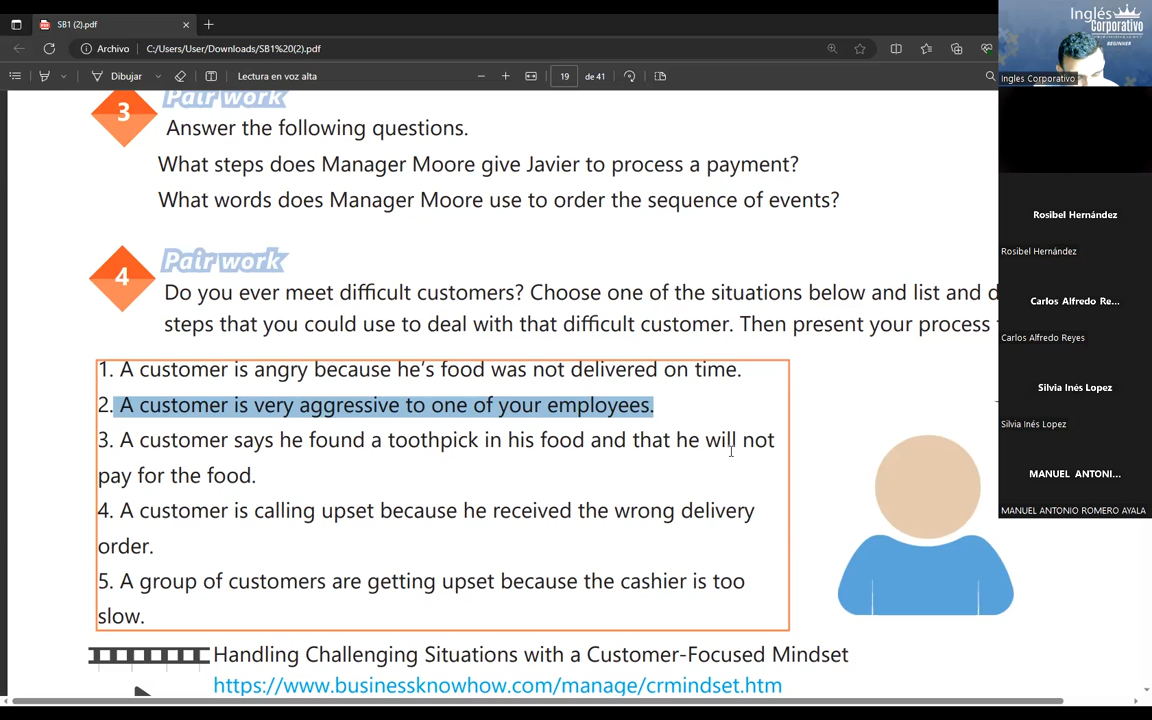 SB1 (2).pdf
Archivo
C:/Users/User/Downloads/SB1%20(2).pdf
Dibujar
Lectura en voz alta
19
de 41
Inglés
Corporativo
BEGINNER
Ingles Corporativo
3
Pair work
Answer the following questions.
What steps does Manager Moore give Javier to process a payment?
What words does Manager Moore use to order the sequence of events?
4
Pair work
Do you ever meet difficult customers? Choose one of the situations below and list and d
steps that you could use to deal with that difficult customer. Then present your process
1. A customer is angry because he's food was not delivered on time.
2. A customer is very aggressive to one of your employees.
3. A customer says he found a toothpick in his food and that he will not
pay for the food.
4. A customer is calling upset because he received the wrong delivery
order.
5. A group of customers are getting upset because the cashier is too
slow.
Handling Challenging Situations with a Customer-Focused Mindset
https://www.businessknowhow.com/manage/crmindset.htm
Rosibel Hernández
Rosibel Hernández
Carlos Alfredo Re...
Carlos Alfredo Reyes
Silvia Inés Lopez
Silvia Inés Lopez
MANUEL ANTONI...
MANUEL ANTONIO ROMERO AYALA